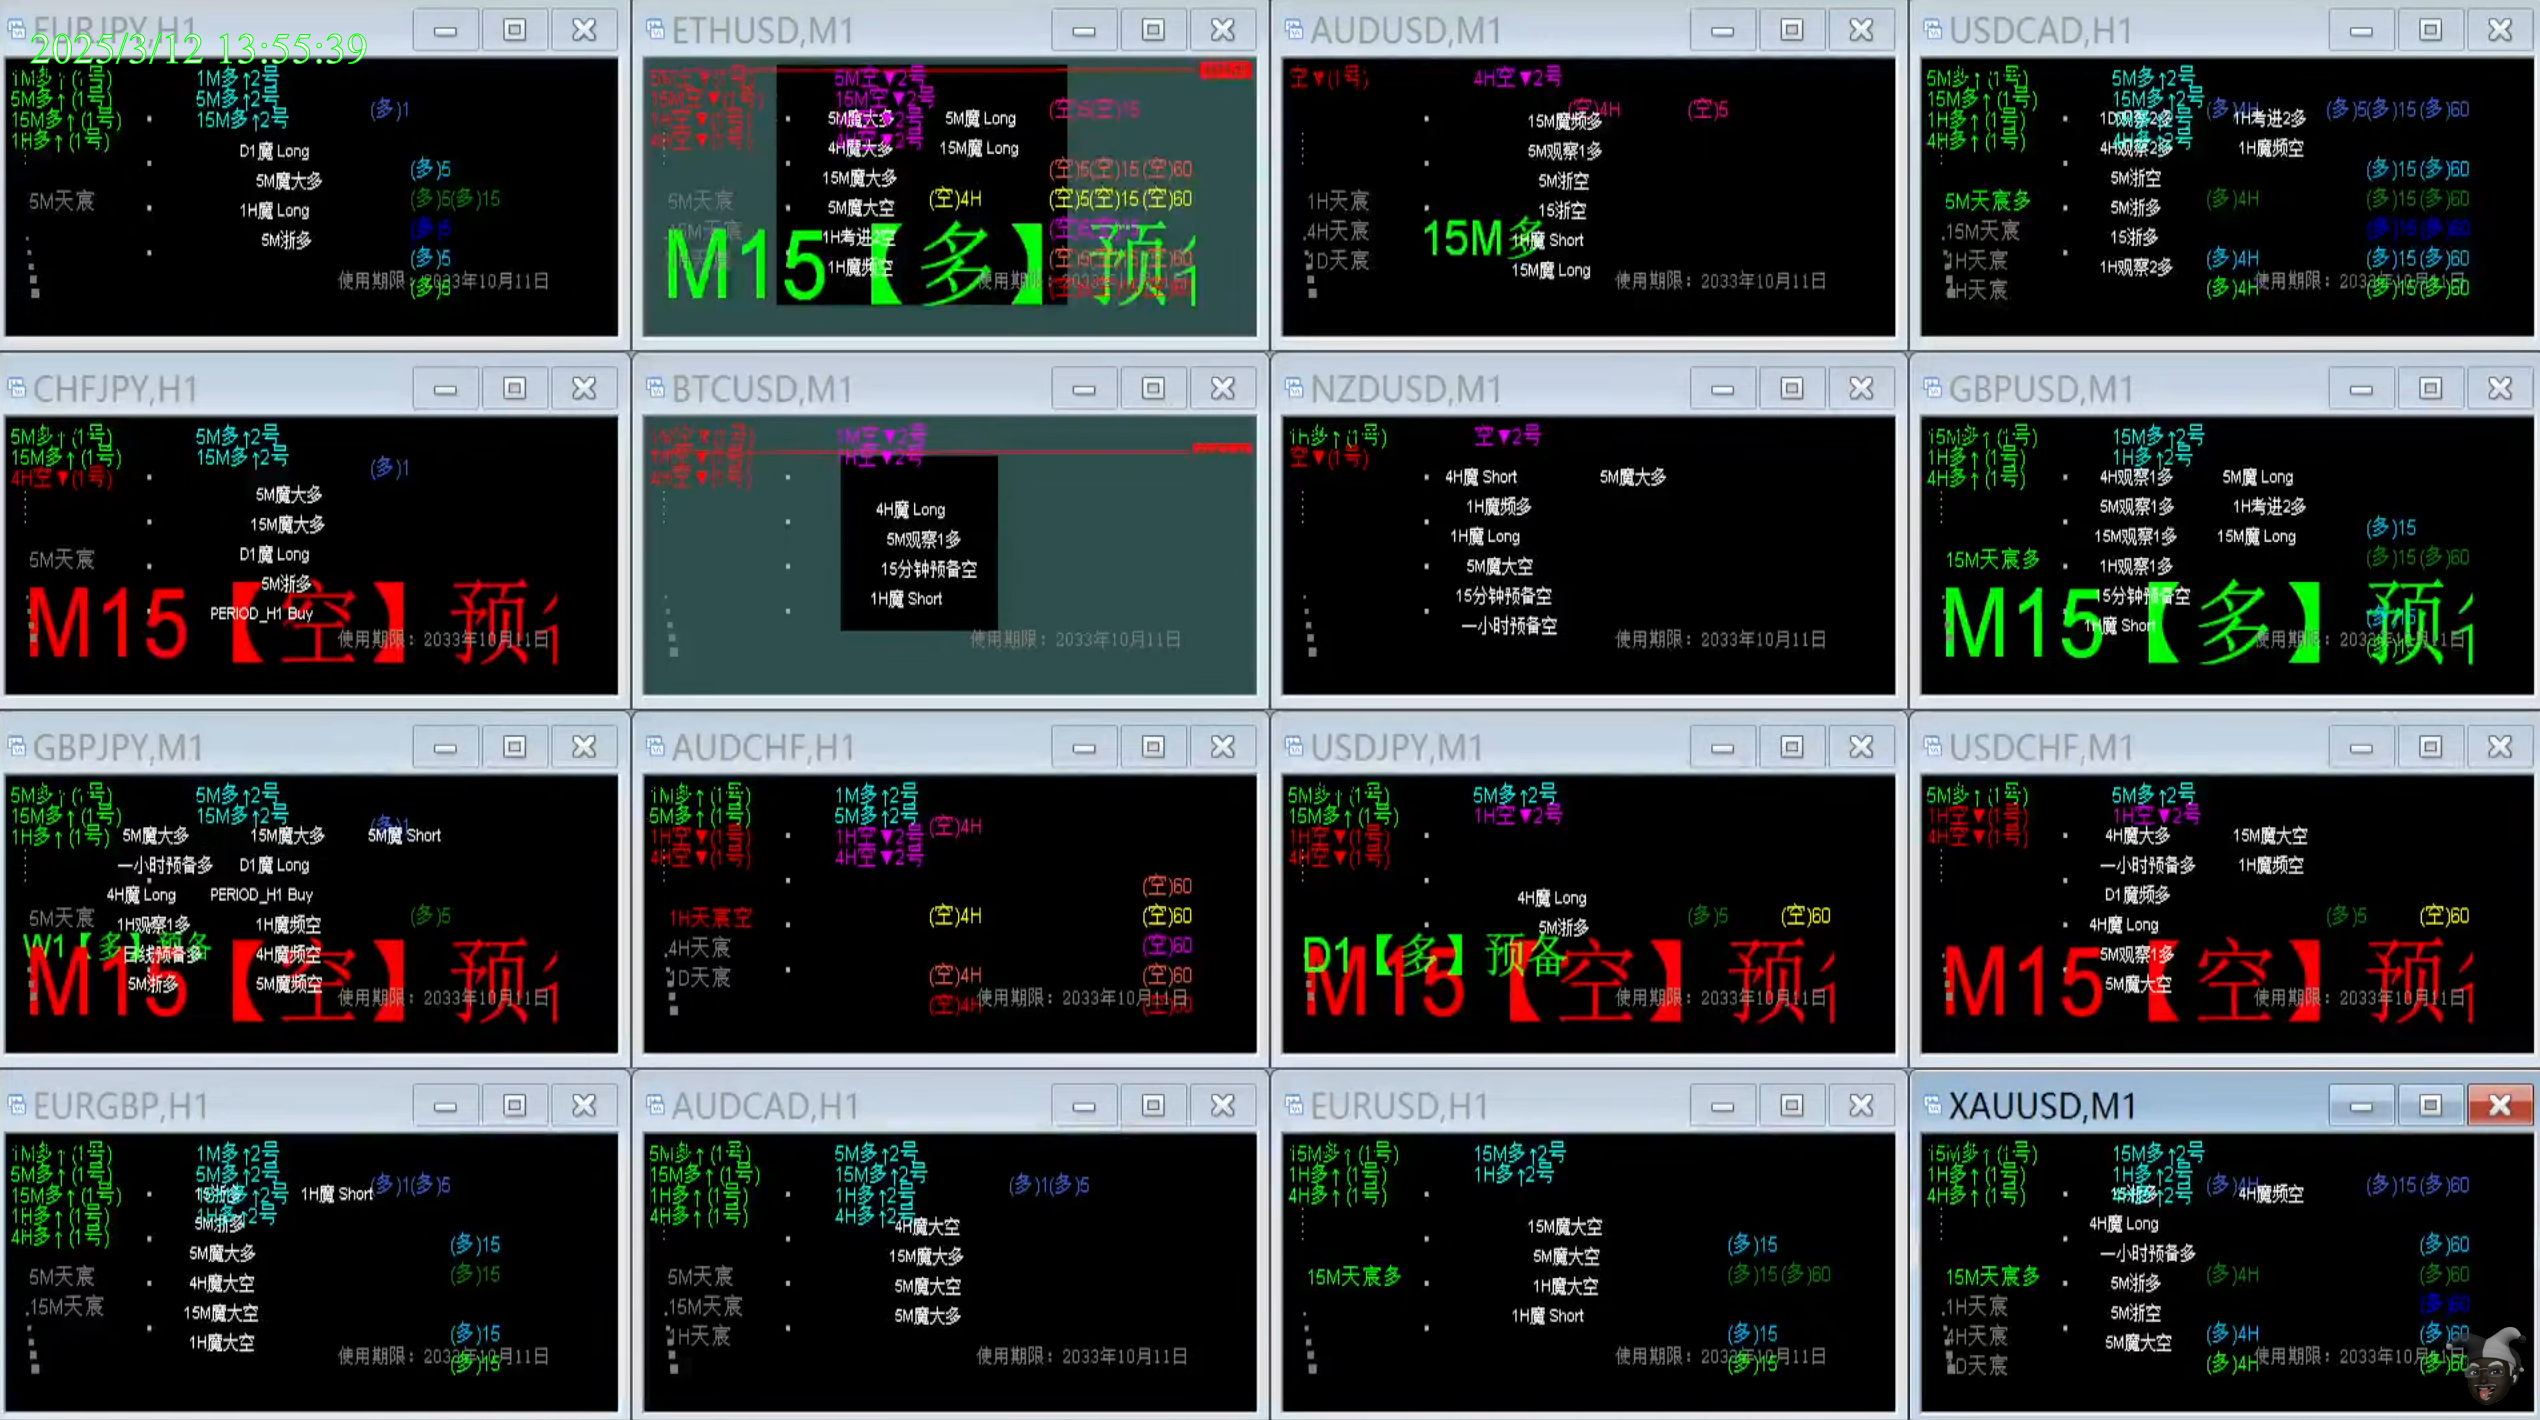 EURJPY,H1
2025/3/12 13:55:39
1M多↑(1号) 1M多↑2号
5M多↑(1号) 5M多↑2号 (多)1
15M多↑(1号) 15M多↑2号
1H多↑(1号)
D1魔 Long
5M魔大多 (多)5
5M天宸 (多)5(多)15
1H魔 Long
5M浙多 (多)5
(多)5
使用期限：2033年10月11日
(多)5
ETHUSD,M1
5M空▼2号
15M空▼2号
5M魔大多 5M魔 Long (空)5(空)15
4H魔大多 15M魔 Long
15M魔大多 (空)5(空)15(空)60
5M天宸 5M魔大空 (空)4H (空)5(空)15(空)60
1H考进2空
M15【多】预
1H魔频空
AUDUSD,M1
空▼(1号) 4H空▼2号
(空)4H (空)5
15M魔频多
5M观察1多
5M浙空
1H天宸 15浙空
4H天宸 15M多 1H魔 Short
1D天宸 15M魔 Long
使用期限：2033年10月11日
USDCAD,H1
5M多↑(1号) 5M多↑2号
15M多↑(1号) 15M多↑2号 (多)4H (多)5(多)15(多)60
1H多↑(1号) 1H考进2多
4H多↑(1号) 4H观察2多 1H魔频空
5M浙空 (多)15(多)60
5M天宸多 5M浙多 (多)4H (多)15(多)60
15M天宸 15浙多 (多)15(多)60
1H天宸 1H观察2多 (多)4H (多)15(多)60
(多)4H (多)15(多)60
CHFJPY,H1
5M多↑(1号) 5M多↑2号
15M多↑(1号) 15M多↑2号 (多)1
4H空▼(1号)
5M魔大多
15M魔大多
5M天宸 D1魔 Long
5M浙多
M15【空】预
PERIOD_H1 Buy
使用期限：2033年10月11日
BTCUSD,M1
1M空▼2号
1H空▼2号
4H空▼(1号)
4H魔 Long
5M观察1多
15分钟预备空
1H魔 Short
使用期限：2033年10月11日
NZDUSD,M1
1H多↑(1号) 空▼2号
空▼(1号)
4H魔 Short 5M魔大多
1H魔频多
1H魔 Long
5M魔大空
15分钟预备空
一小时预备空
使用期限：2033年10月11日
GBPUSD,M1
15M多↑(1号) 15M多↑2号
1H多↑(1号) 1H多↑2号
4H多↑(1号) 4H观察1多 5M魔 Long
5M观察1多 1H考进2多
15M观察1多 15M魔 Long (多)15
15M天宸多 1H观察1多 (多)15(多)60
15分钟预备空
M15【多】预
1H魔 Short
GBPJPY,M1
5M多↑(1号) 5M多↑2号
15M多↑(1号) 15M多↑2号
1H多↑(1号) 5M魔大多 15M魔大多 5M魔 Short
一小时预备多 D1魔 Long
4H魔 Long PERIOD_H1 Buy
5M天宸 1H观察1多 1H魔频空 (多)5
W1【多】预备
日线预备多 4H魔频空
M15【空】预
5M浙多 5M魔频空
使用期限：2033年10月11日
AUDCHF,H1
1M多↑(1号) 1M多↑2号
5M多↑(1号) 5M多↑2号 (空)4H
1H空▼(1号) 1H空▼2号
4H空▼(1号) 4H空▼2号
(空)60
1H天宸空 (空)4H (空)60
4H天宸 (空)60
1D天宸 (空)4H (空)60
(空)4H 使用期限：2033年10月11日
USDJPY,M1
5M多↑(1号) 5M多↑2号
15M多↑(1号) 1H空▼2号
1H空▼(1号)
4H空▼(1号)
4H魔 Long
5M浙多 (多)5 (空)60
D1【多】预备
M15【空】预
使用期限：2033年10月11日
USDCHF,M1
5M多↑(1号) 5M多↑2号
1H空▼(1号) 1H空▼2号
4H空▼(1号) 4H魔大多 15M魔大空
一小时预备多 1H魔频空
D1魔频多
4H魔 Long (多)5 (空)60
5M观察1多
M15【空】预
5M魔大空
使用期限：2033年10月11日
EURGBP,H1
1M多↑(1号) 1M多↑2号
5M多↑(1号) 5M多↑2号 (多)1(多)5
15M多↑(1号) 1H魔 Short
1H多↑(1号)
4H多↑(1号) 5M浙多
5M魔大多 (多)15
5M天宸 4H魔大空 (多)15
15M天宸 15M魔大空
1H魔大空 (多)15
使用期限：2033年10月11日
(多)15
AUDCAD,H1
5M多↑(1号) 5M多↑2号
15M多↑(1号) 15M多↑2号 (多)1(多)5
1H多↑(1号) 1H多↑2号
4H多↑(1号) 4H多↑2号
4H魔大空
15M魔大多
5M天宸 5M魔大空
15M天宸 5M魔大多
1H天宸
使用期限：2033年10月11日
EURUSD,H1
15M多↑(1号) 15M多↑2号
1H多↑(1号) 1H多↑2号
4H多↑(1号)
15M魔大空
5M魔大空 (多)15
15M天宸多 1H魔大空 (多)15(多)60
1H魔 Short (多)15
使用期限：2033年10月11日
(多)15
XAUUSD,M1
15M多↑(1号) 15M多↑2号
1H多↑(1号) 1H多↑2号 (多)4H (多)15(多)60
4H多↑(1号) 4H魔频空
4H魔 Long
一小时预备多 (多)60
15M天宸多 5M浙多 (多)4H (多)60
1H天宸 5M浙空 (多)60
4H天宸 5M魔大空 (多)4H (多)60
(多)4H 使用期限：2033年10月11日